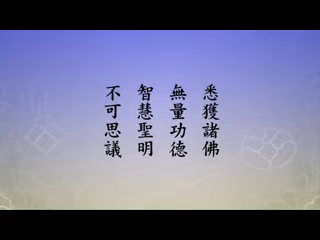 悉獲諸佛
無量功德
智慧聖明
不可思議